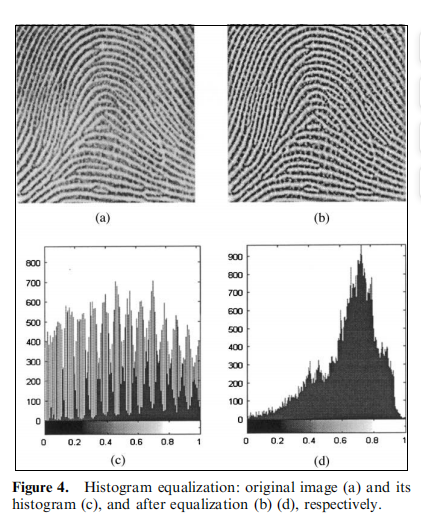 (a)
(b)
800
700
600
500
400
300
200
100
0
0 0.2 0.4 0.6 0.8 1
(c)
900
800
700
600
500
400
300
200
100
0
0 0.2 0.4 0.6 0.8 1
(d)
Figure 4. Histogram equalization: original image (a) and its
histogram (c), and after equalization (b) (d), respectively.